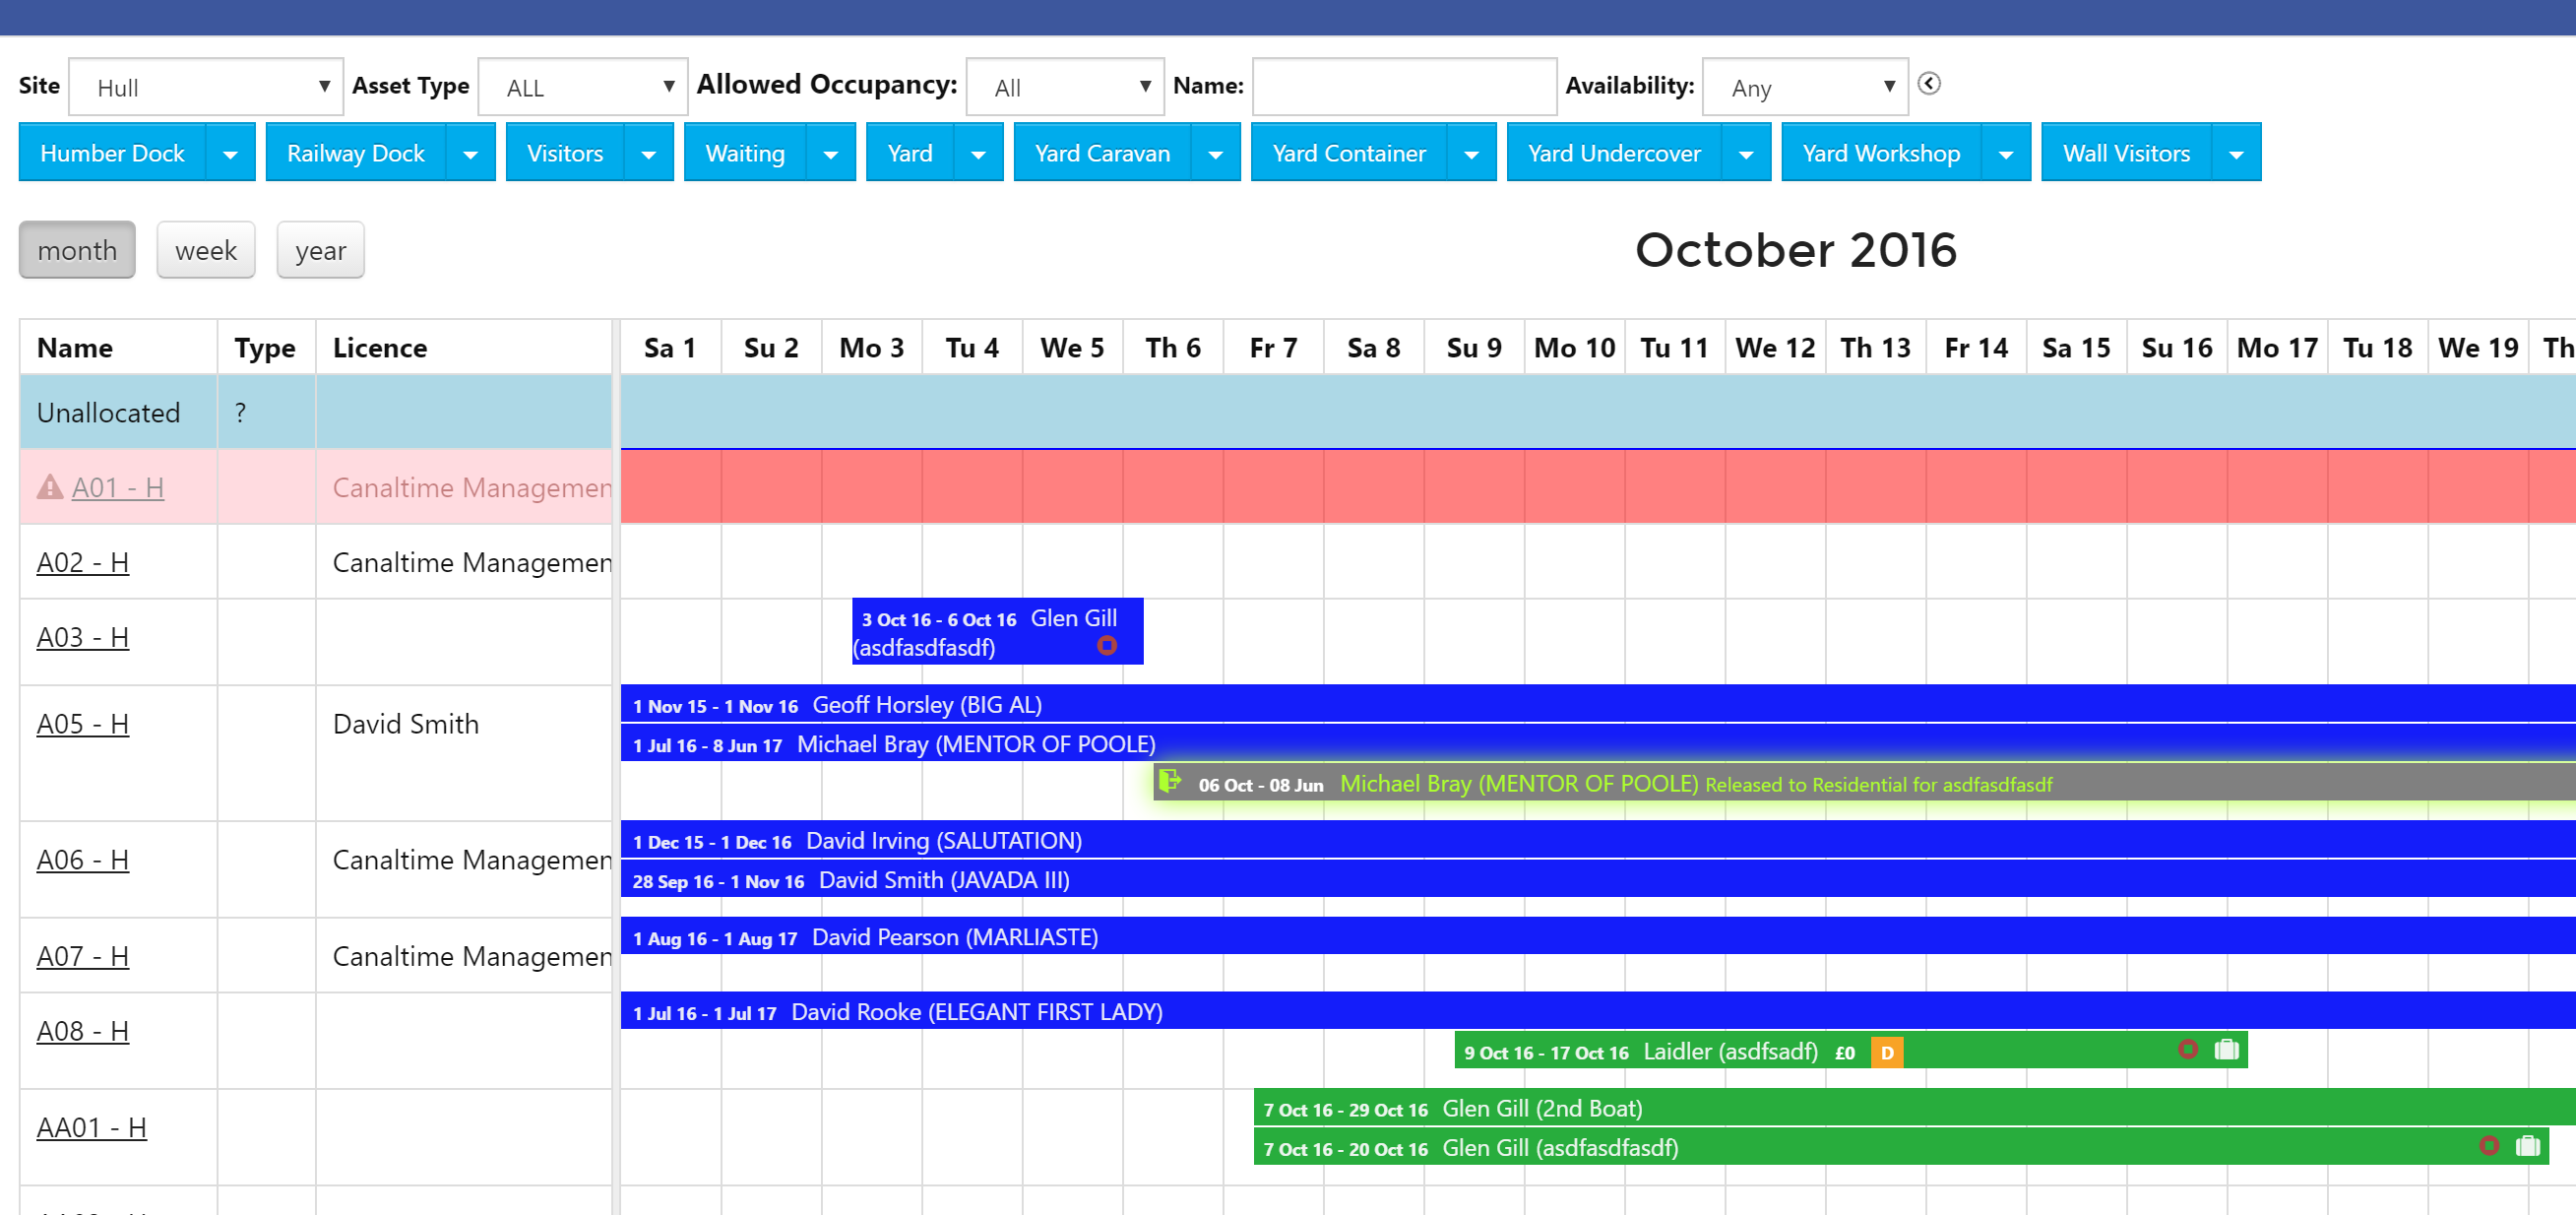 Site Hull Asset Type ALL Allowed Occupancy: All Name: Availability: Any
Humber Dock Railway Dock Visitors Waiting Yard Yard Caravan Yard Container Yard Undercover Yard Workshop Wall Visitors
month week year October 2016
Name Type Licence Sa 1 Su 2 Mo 3 Tu 4 We 5 Th 6 Fr 7 Sa 8 Su 9 Mo 10 Tu 11 We 12 Th 13 Fr 14 Sa 15 Su 16 Mo 17 Tu 18 We 19 Th
Unallocated ?
A01 - H Canaltime Managemen
A02 - H Canaltime Managemen
A03 - H 3 Oct 16 - 6 Oct 16 Glen Gill
(asdfasdfasdf)
A05 - H David Smith 1 Nov 15 - 1 Nov 16 Geoff Horsley (BIG AL)
1 Jul 16 - 8 Jun 17 Michael Bray (MENTOR OF POOLE)
06 Oct - 08 Jun Michael Bray (MENTOR OF POOLE) Released to Residential for asdfasdfasdf
A06 - H Canaltime Managemen 1 Dec 15 - 1 Dec 16 David Irving (SALUTATION)
28 Sep 16 - 1 Nov 16 David Smith (JAVADA III)
A07 - H Canaltime Managemen 1 Aug 16 - 1 Aug 17 David Pearson (MARLIASTE)
A08 - H 1 Jul 16 - 1 Jul 17 David Rooke (ELEGANT FIRST LADY)
9 Oct 16 - 17 Oct 16 Laidler (asdfsadf) £0 D
AA01 - H 7 Oct 16 - 29 Oct 16 Glen Gill (2nd Boat)
7 Oct 16 - 20 Oct 16 Glen Gill (asdfasdfasdf)